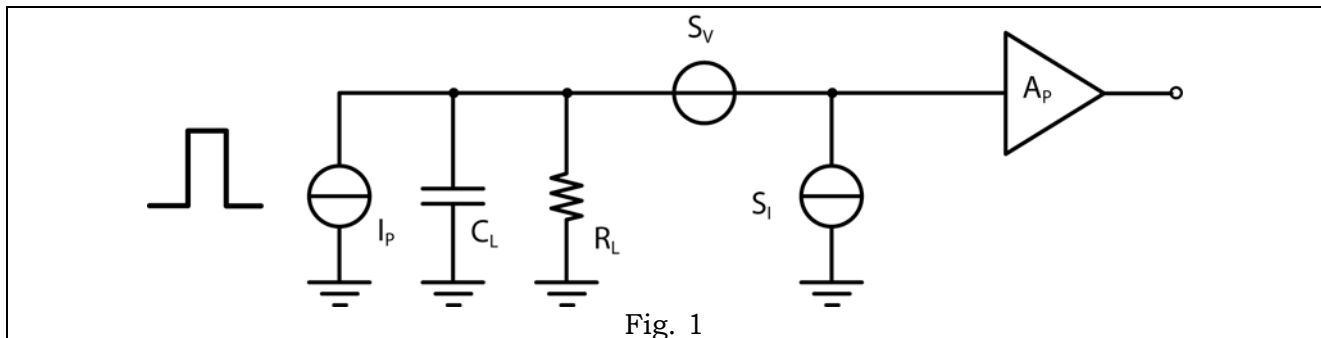 S_V
A_P
I_P
C_L
R_L
S_I
Fig. 1